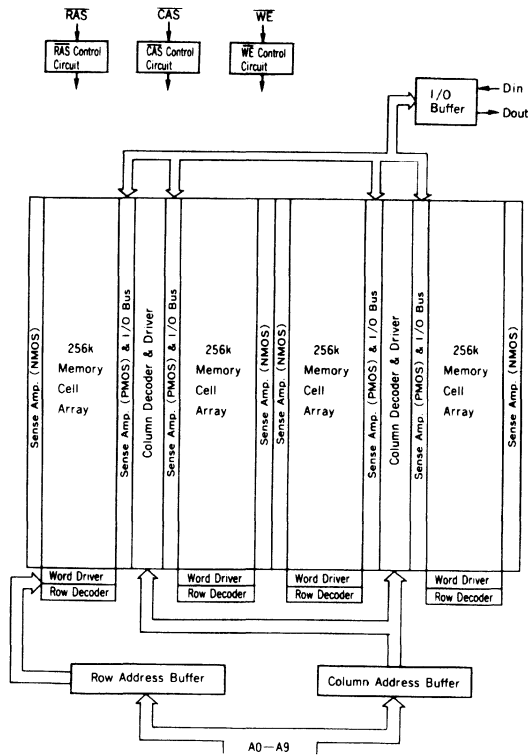 RAS
CAS
WE
RAS Control
Circuit
CAS Control
Circuit
WE Control
Circuit
I/O
Buffer
Din
Dout
Sense Amp. (NMOS)
256k
Memory
Cell
Array
Sense Amp. (PMOS) & I/O Bus
Column Decoder & Driver
Sense Amp. (PMOS) & I/O Bus
256k
Memory
Cell
Array
Sense Amp. (NMOS)
Sense Amp. (NMOS)
256k
Memory
Cell
Array
Sense Amp. (PMOS) & I/O Bus
Column Decoder & Driver
Sense Amp. (PMOS) & I/O Bus
256k
Memory
Cell
Array
Sense Amp. (NMOS)
Word Driver
Row Decoder
Word Driver
Row Decoder
Word Driver
Row Decoder
Word Driver
Row Decoder
Row Address Buffer
Column Address Buffer
A0—A9